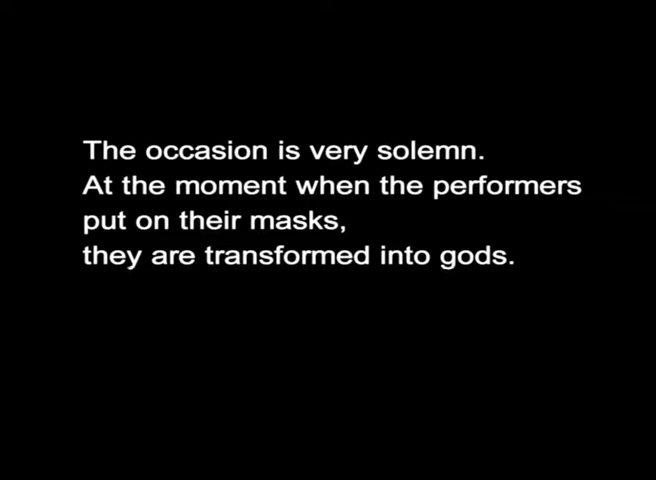 The occasion is very solemn.
At the moment when the performers
put on their masks,
they are transformed into gods.